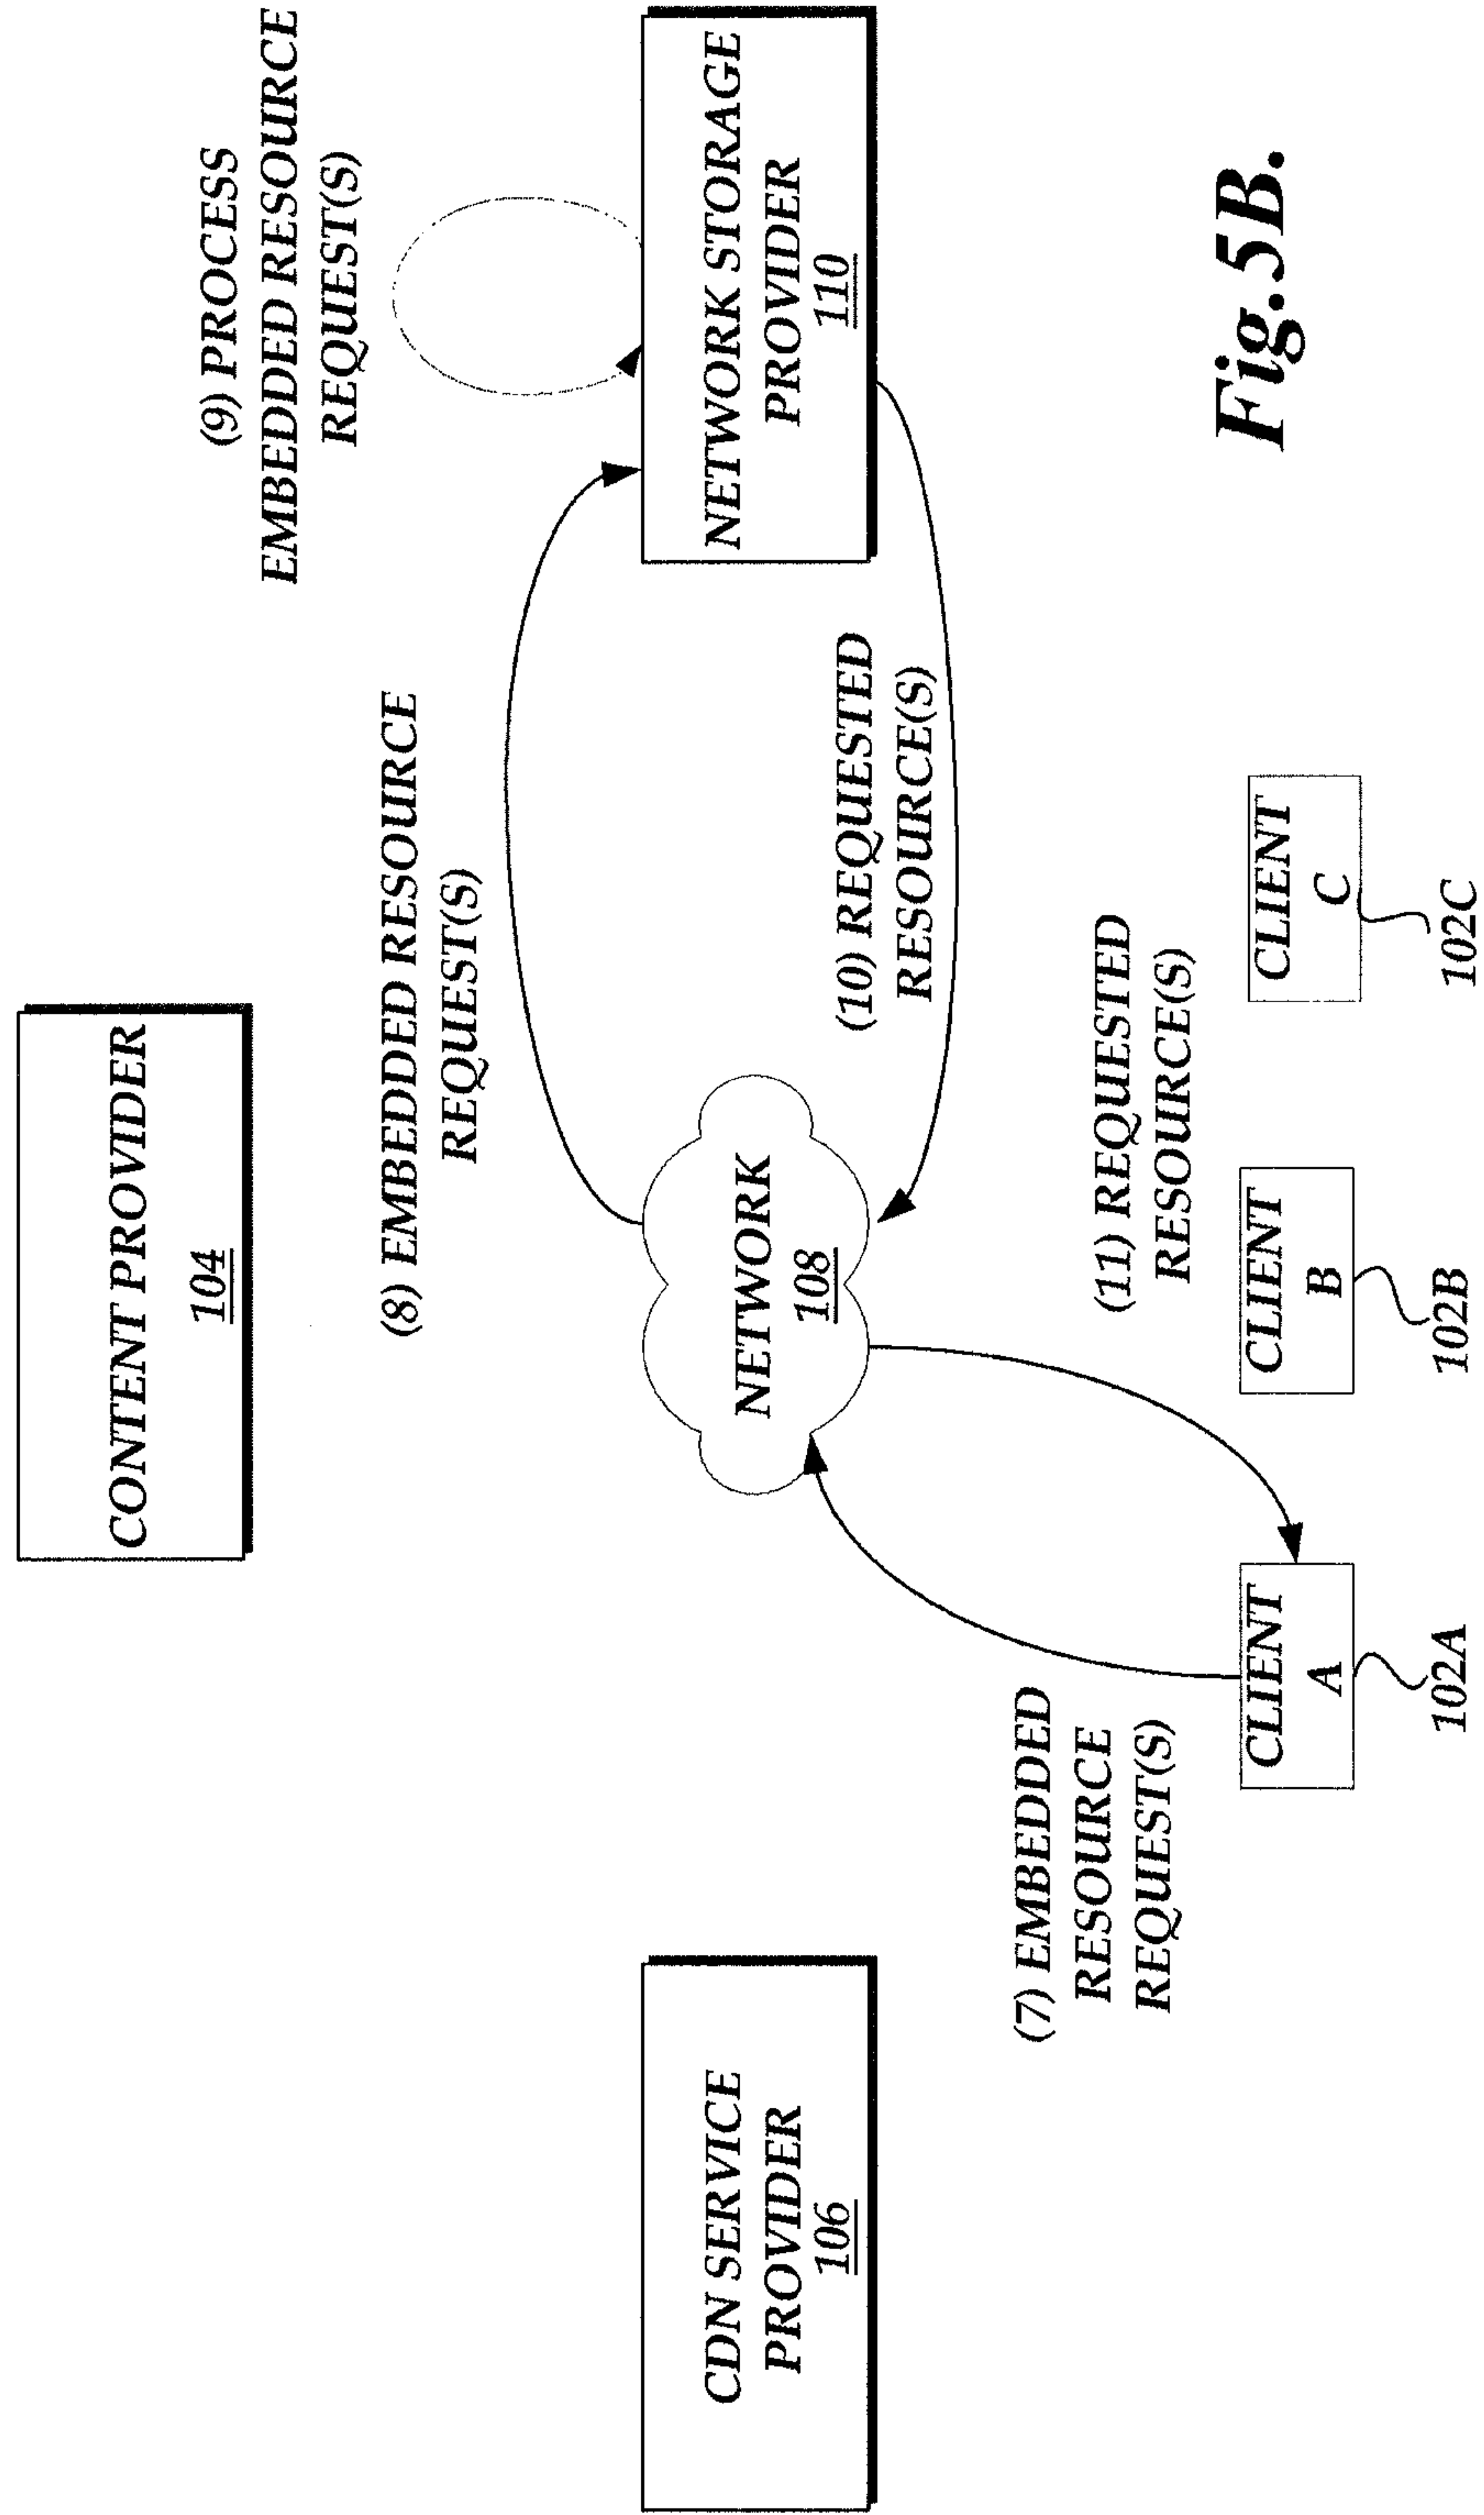 CONTENT PROVIDER
104
(9) PROCESS
EMBEDDED RESOURCE
REQUEST(S)
(8) EMBEDDED RESOURCE
REQUEST(S)
CDN SERVICE
PROVIDER
106
NETWORK
108
NETWORK STORAGE
PROVIDER
110
(10) REQUESTED
RESOURCE(S)
(7) EMBEDDED
RESOURCE
REQUEST(S)
(11) REQUESTED
RESOURCE(S)
CLIENT
A
102A
CLIENT
B
102B
CLIENT
C
102C
Fig.5B.